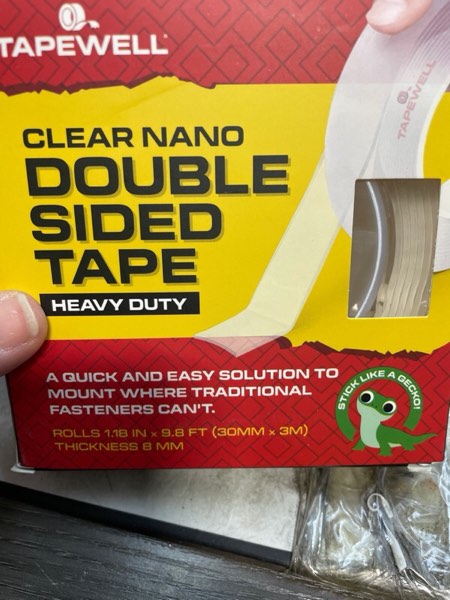 TAPEWELL
TAPEWELL
CLEAR NANO
DOUBLE
SIDED
TAPE
HEAVY DUTY
A QUICK AND EASY SOLUTION TO
MOUNT WHERE TRADITIONAL
FASTENERS CAN'T.
STICK LIKE A GECKO!
ROLLS 1.18 IN x 9.8 FT (30MM x 3M)
THICKNESS 8 MM